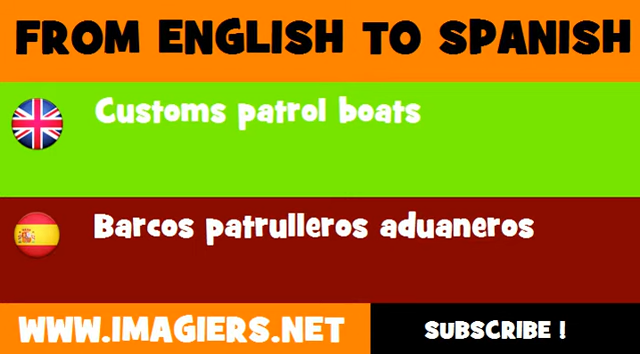 FROM ENGLISH TO SPANISH
Customs patrol boats
Barcos patrulleros aduaneros
WWW.IMAGIERS.NET
SUBSCRIBE !